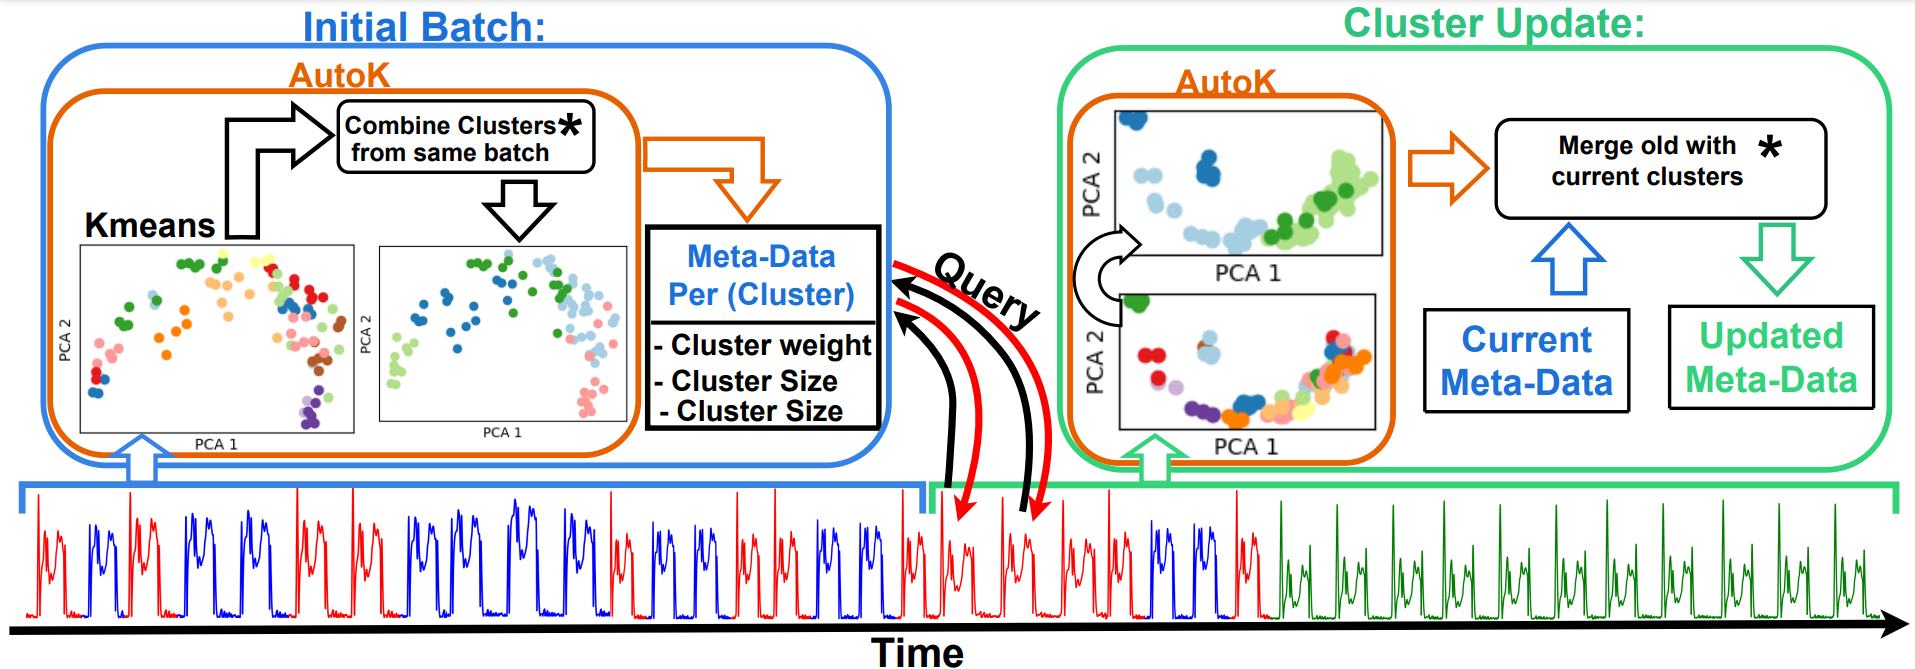 Initial Batch:
Cluster Update:
AutoK
Combine Clusters*
from same batch
Kmeans
PCA 2
PCA 1
PCA 2
PCA 1
Meta-Data
Per (Cluster)
- Cluster weight
- Cluster Size
- Cluster Size
Query
AutoK
PCA 2
PCA 1
PCA 2
PCA 1
Merge old with *
current clusters
Current
Meta-Data
Updated
Meta-Data
Time